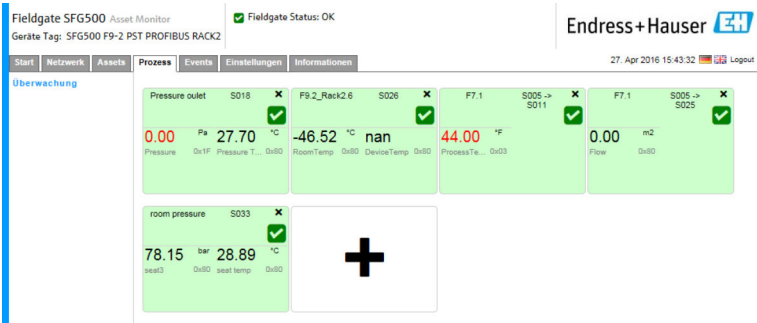 Fieldgate SFG500 Asset Monitor
Geräte Tag: SFG500 F9-2 PST PROFIBUS RACK2
Fieldgate Status: OK
Endress+Hauser EH
Start Netzwerk Assets Prozess Events Einstellungen Informationen
27. Apr 2016 15:43:32 Logout
Überwachung
Pressure oulet S018
0.00 Pa 27.70 °C
Pressure 0x1F Pressure T... 0x80
F9.2_Rack2.6 S026
-46.52 °C nan
RoomTemp 0x80 DeviceTemp 0x80
F7.1 S005 ->
S011
44.00 °F
ProcessTe... 0x03
F7.1 S005 ->
S025
0.00 m2
Flow 0x80
room pressure S033
78.15 bar 28.89 °C
seat3 0x80 seat temp 0x80